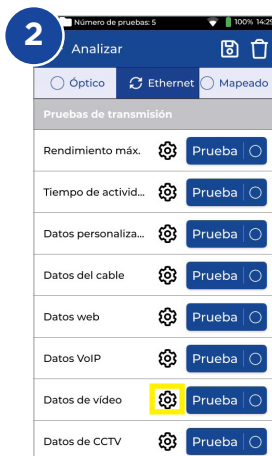 2
Número de pruebas: 5
100% 14:29
Analizar
Óptico
Ethernet
Mapeado
Pruebas de transmisión
Rendimiento máx.
Prueba
Tiempo de activid...
Prueba
Datos personaliza...
Prueba
Datos del cable
Prueba
Datos web
Prueba
Datos VoIP
Prueba
Datos de vídeo
Prueba
Datos de CCTV
Prueba